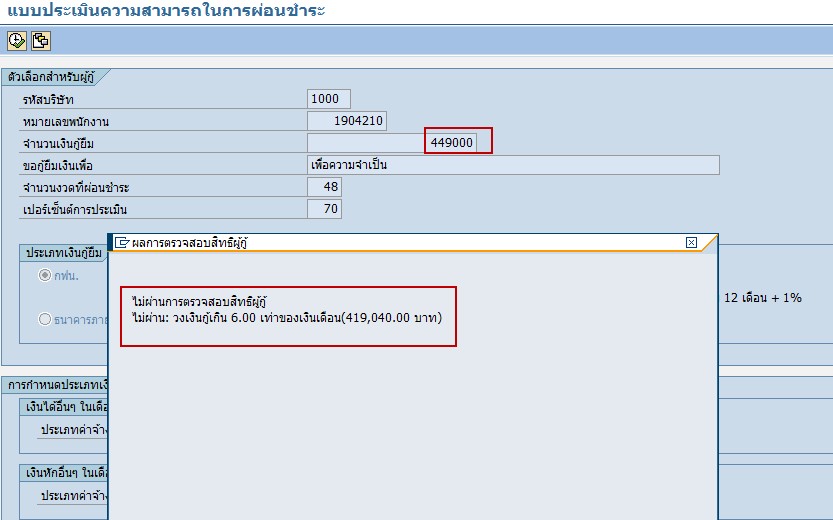 แบบประเมินความสามารถในการผ่อนชำระ
ตัวเลือกสำหรับผู้กู้
รหัสบริษัท 1000
หมายเลขพนักงาน 1904210
จำนวนเงินกู้ยืม 449000
ขอกู้ยืมเงินเพื่อ เพื่อความจำเป็น
จำนวนงวดที่ผ่อนชำระ 48
เปอร์เซ็นต์การประเมิน 70
ผลการตรวจสอบสิทธิผู้กู้
ประเภทเงินกู้ยืม
กฟน.
ไม่ผ่านการตรวจสอบสิทธิผู้กู้
12 เดือน + 1%
ไม่ผ่าน: วงเงินกู้เกิน 6.00 เท่าของเงินเดือน(419,040.00 บาท)
ธนาคารภาย
การกำหนดประเภทเงิ
เงินได้อื่นๆ ในเดือ
ประเภทค่าจ้าง
เงินหักอื่นๆ ในเดือ
ประเภทค่าจ้าง